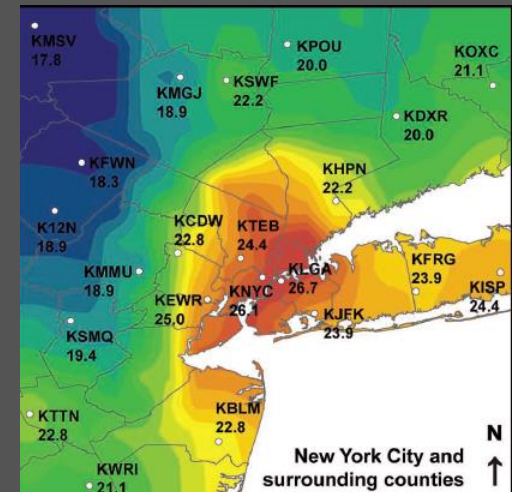 KMSV
17.8
KPOU
20.0
KOXC
21.1
KMGJ
18.9
KSWF
22.2
KDXR
20.0
KFWN
18.3
KHPN
22.2
K12N
18.9
KCDW
22.8
KTEB
24.4
KMMU
18.9
KEWR
25.0
KNYC
26.1
KLGA
26.7
KFRG
23.9
KISP
24.4
KJFK
23.9
KSMQ
19.4
KTTN
22.8
KBLM
22.8
KWRI
21.1
N
New York City and
surrounding counties